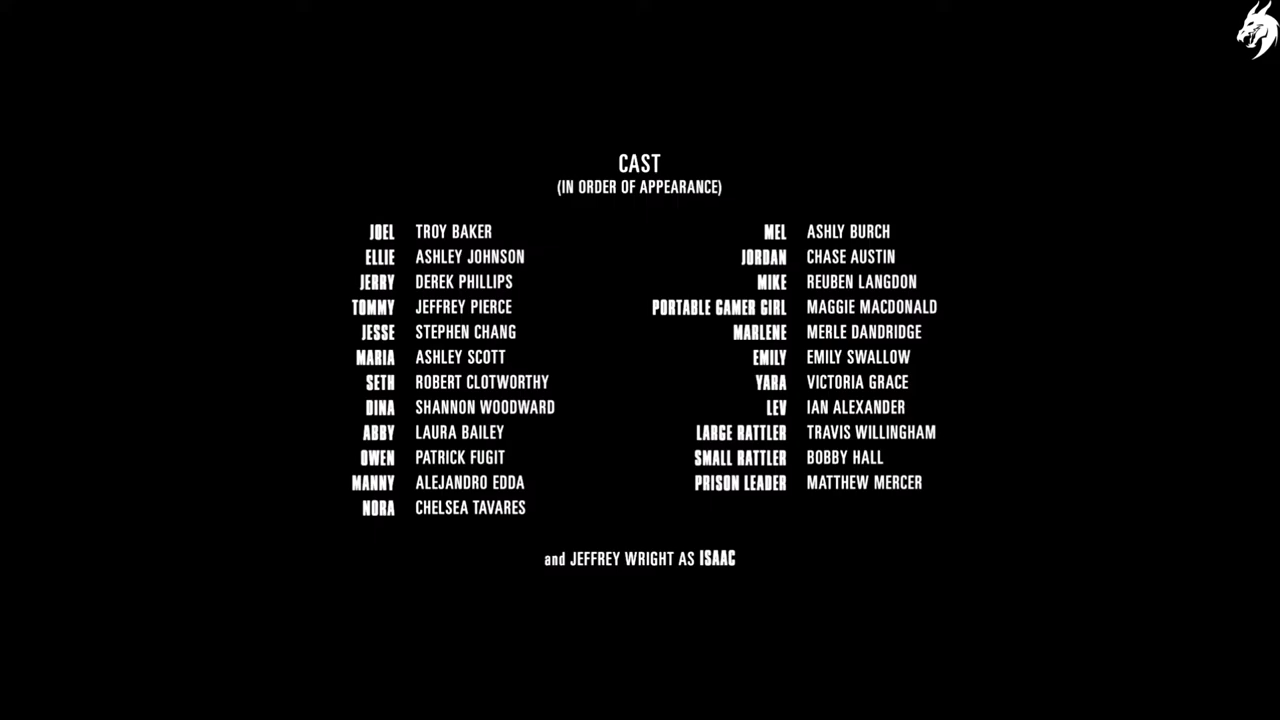 CAST
(IN ORDER OF APPEARANCE)
JOEL TROY BAKER
ELLIE ASHLEY JOHNSON
JERRY DEREK PHILLIPS
TOMMY JEFFREY PIERCE
JESSE STEPHEN CHANG
MARIA ASHLEY SCOTT
SETH ROBERT CLOTWORTHY
DINA SHANNON WOODWARD
ABBY LAURA BAILEY
OWEN PATRICK FUGIT
MANNY ALEJANDRO EDDA
NORA CHELSEA TAVARES
MEL ASHLY BURCH
JORDAN CHASE AUSTIN
MIKE REUBEN LANGDON
PORTABLE GAMER GIRL MAGGIE MACDONALD
MARLENE MERLE DANDRIDGE
EMILY EMILY SWALLOW
YARA VICTORIA GRACE
LEV IAN ALEXANDER
LARGE RATTLER TRAVIS WILLINGHAM
SMALL RATTLER BOBBY HALL
PRISON LEADER MATTHEW MERCER
and JEFFREY WRIGHT AS ISAAC